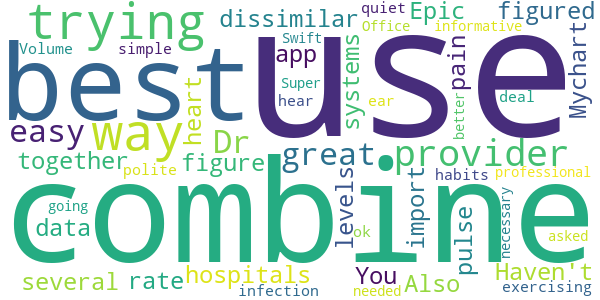 trying
dissimilar
quiet
Epic
figured
Volume
simple
Swift
Office
informative
app
best
use
Super
hear
ear
systems
pain
better
deal
Mychart
easy
way
heart
Dr
together
polite
figure
great
provider
habits
professional
combine
going
data
levels
ok
import
pulse
necessary
asked
several
rate
hospitals
infection
You
needed
Also
Haven't
exercising